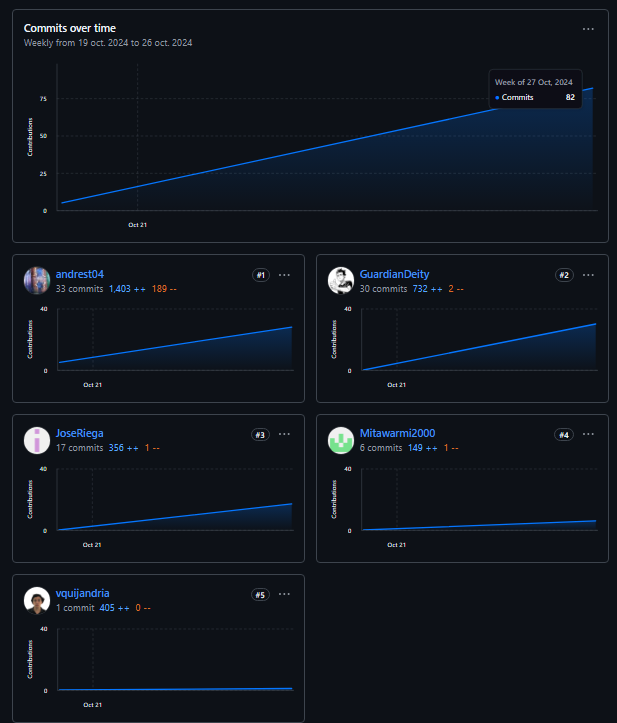 Commits over time
Weekly from 19 oct. 2024 to 26 oct. 2024
Week of 27 Oct, 2024
Commits 82
Contributions
75
50
25
0
Oct 21
andrest04
#1
33 commits 1,403 ++ 189 --
Contributions
40
0
Oct 21
GuardianDeity
#2
30 commits 732 ++ 2 --
Contributions
40
0
Oct 21
JoseRiega
#3
17 commits 356 ++ 1 --
Contributions
40
0
Oct 21
Mitawarmi2000
#4
6 commits 149 ++ 1 --
Contributions
40
0
Oct 21
vquijandria
#5
1 commit 405 ++ 0 --
Contributions
40
0
Oct 21